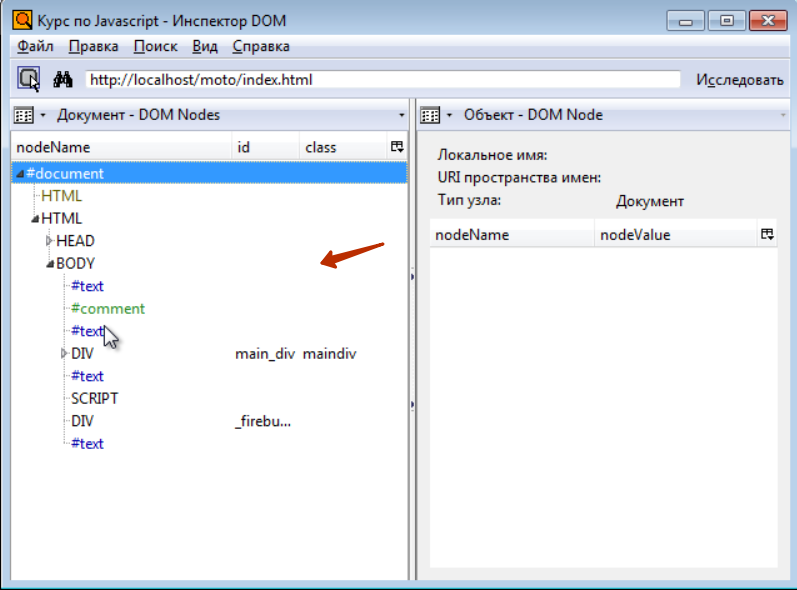 Курс по Javascript - Инспектор DOM
Файл Правка Поиск Вид Справка
http://localhost/moto/index.html Исследовать
Документ - DOM Nodes
nodeName id class
#document
HTML
HTML
HEAD
BODY
#text
#comment
#text
DIV main_div maindiv
#text
SCRIPT
DIV _firebu...
#text
Объект - DOM Node
Локальное имя:
URI пространства имен:
Тип узла: Документ
nodeName nodeValue